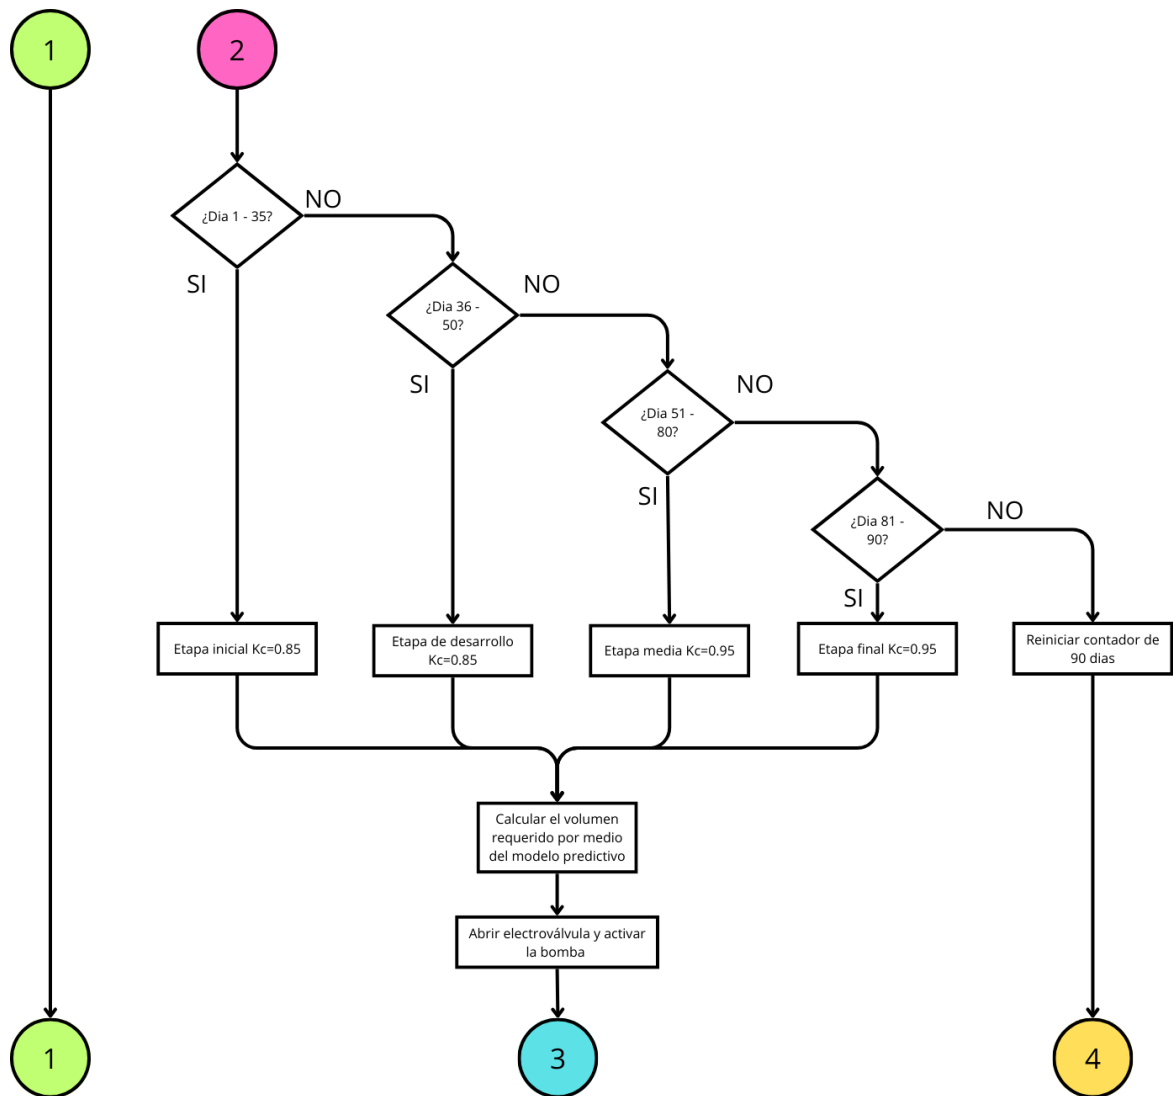 1
2
¿Dia 1 - 35?
NO
SI
¿Dia 36 -
50?
NO
SI
¿Dia 51 -
80?
NO
SI
¿Dia 81 -
90?
NO
SI
Etapa inicial Kc=0.85
Etapa de desarrollo
Kc=0.85
Etapa media Kc=0.95
Etapa final Kc=0.95
Reiniciar contador de
90 dias
Calcular el volumen
requerido por medio
del modelo predictivo
Abrir electroválvula y activar
la bomba
1
3
4